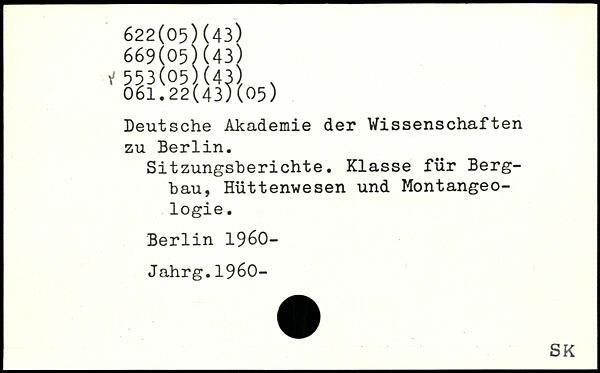 622(05)(43)
669(05)(43)
553(05)(43)
061.22(43)(05)
Deutsche Akademie der Wissenschaften
zu Berlin.
Sitzungsberichte. Klasse für Berg-
bau, Hüttenwesen und Montangeo-
logie.
Berlin 1960-
Jahrg.1960-
SK